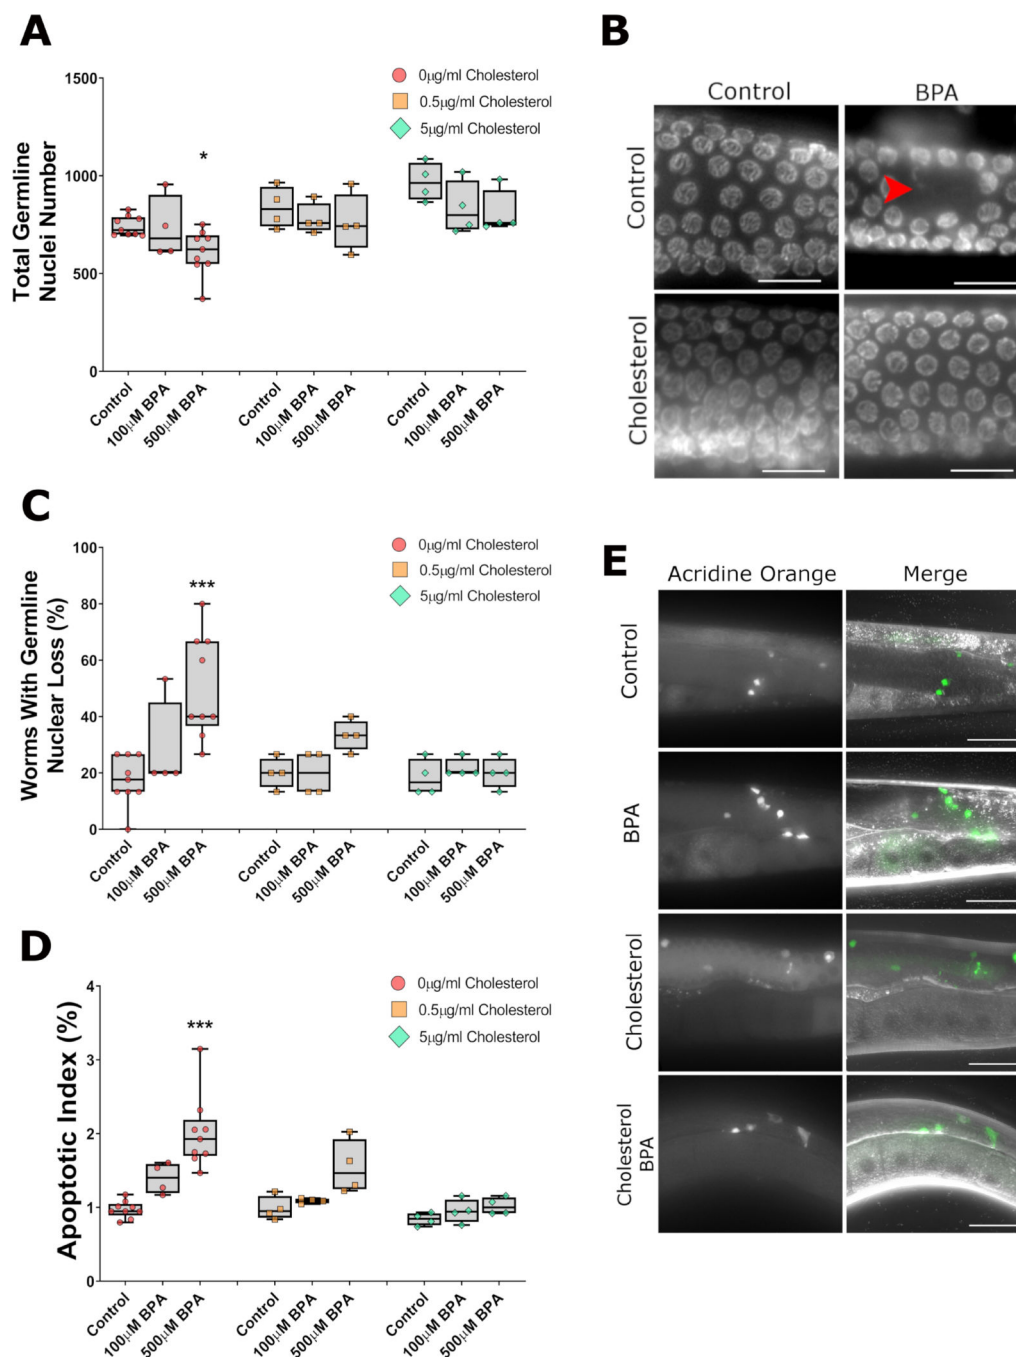 A
Total Germline
Nuclei Number
1500
1000
500
0
0μg/ml Cholesterol
0.5μg/ml Cholesterol
5μg/ml Cholesterol
*
Control
100μM BPA
500μM BPA
Control
100μM BPA
500μM BPA
Control
100μM BPA
500μM BPA
B
Control
BPA
Control
Cholesterol
C
Worms With Germline
Nuclear Loss (%)
100
80
60
40
20
0
0μg/ml Cholesterol
0.5μg/ml Cholesterol
5μg/ml Cholesterol
***
Control
100μM BPA
500μM BPA
Control
100μM BPA
500μM BPA
Control
100μM BPA
500μM BPA
D
Apoptotic Index (%)
4
3
2
1
0
0μg/ml Cholesterol
0.5μg/ml Cholesterol
5μg/ml Cholesterol
***
Control
100μM BPA
500μM BPA
Control
100μM BPA
500μM BPA
Control
100μM BPA
500μM BPA
E
Acridine Orange
Merge
Control
BPA
Cholesterol
Cholesterol
BPA